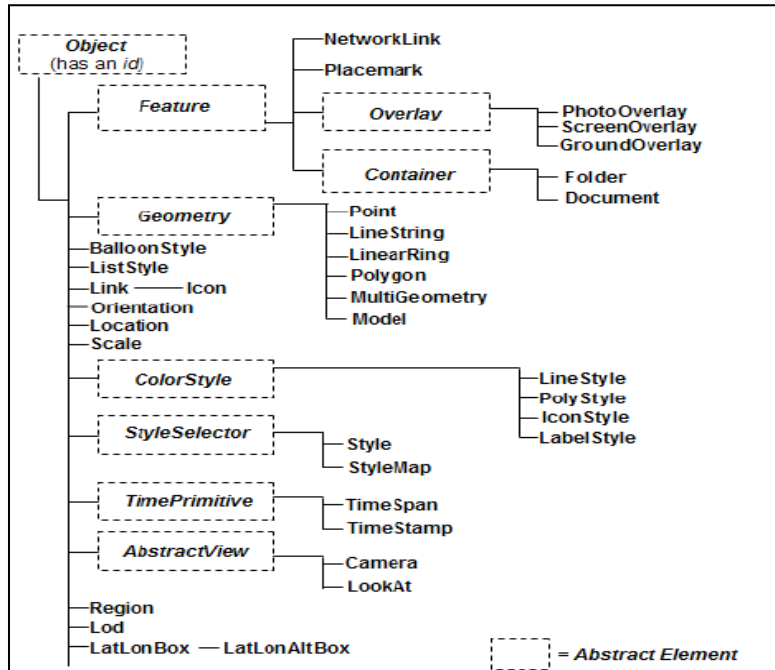 Object
(has an id)
Feature
NetworkLink
Placemark
Overlay
PhotoOverlay
ScreenOverlay
GroundOverlay
Container
Folder
Document
Geometry
Point
LineString
LinearRing
Polygon
MultiGeometry
Model
BalloonStyle
ListStyle
Link Icon
Orientation
Location
Scale
ColorStyle
LineStyle
PolyStyle
IconStyle
LabelStyle
StyleSelector
Style
StyleMap
TimePrimitive
TimeSpan
TimeStamp
AbstractView
Camera
LookAt
Region
Lod
LatLonBox LatLonAltBox
= Abstract Element